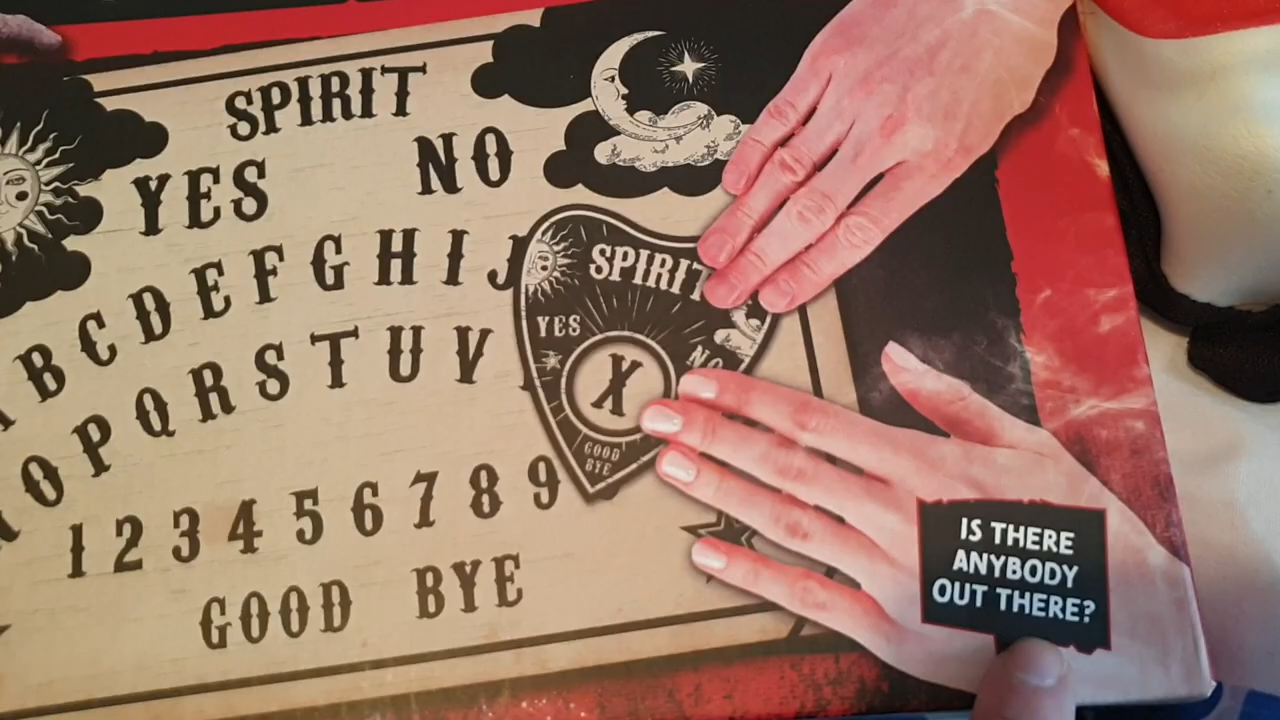 SPIRIT
YES NO
A B C D E F G H I J
O P Q R S T U V
1 2 3 4 5 6 7 8 9
GOOD BYE
SPIRIT
YES NO
X
GOOD
BYE
IS THERE
ANYBODY
OUT THERE?